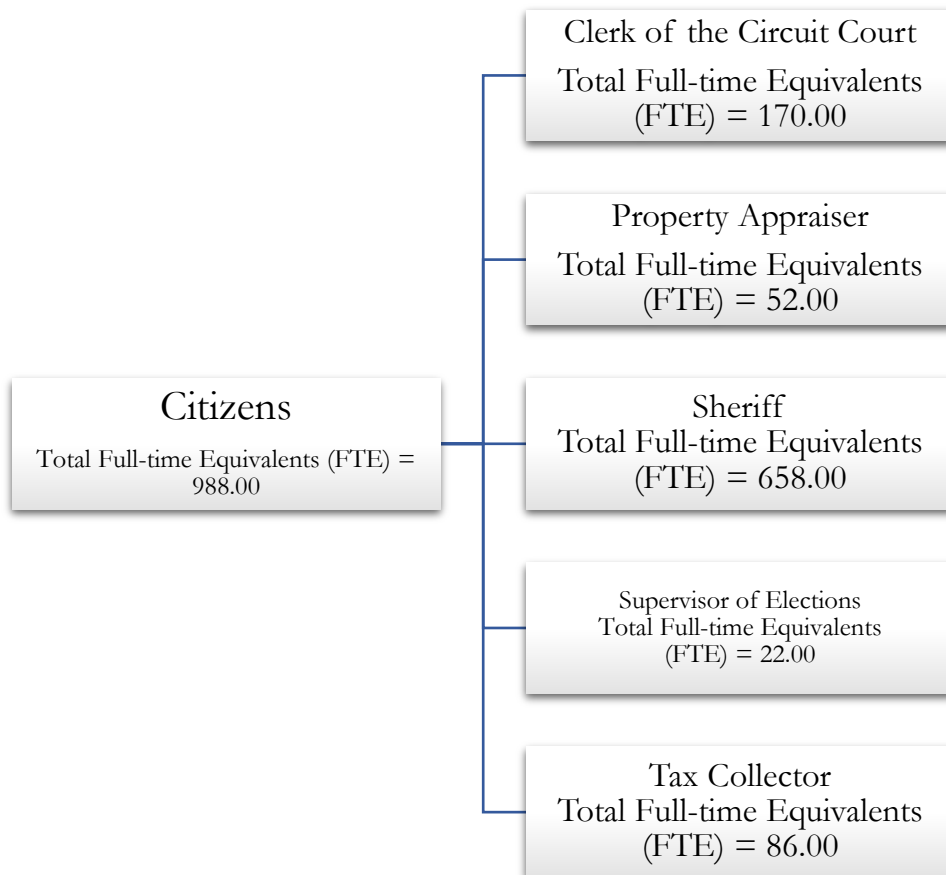 Clerk of the Circuit Court
Total Full-time Equivalents
(FTE) = 170.00
Property Appraiser
Total Full-time Equivalents
(FTE) = 52.00
Citizens
Total Full-time Equivalents (FTE) =
988.00
Sheriff
Total Full-time Equivalents
(FTE) = 658.00
Supervisor of Elections
Total Full-time Equivalents
(FTE) = 22.00
Tax Collector
Total Full-time Equivalents
(FTE) = 86.00